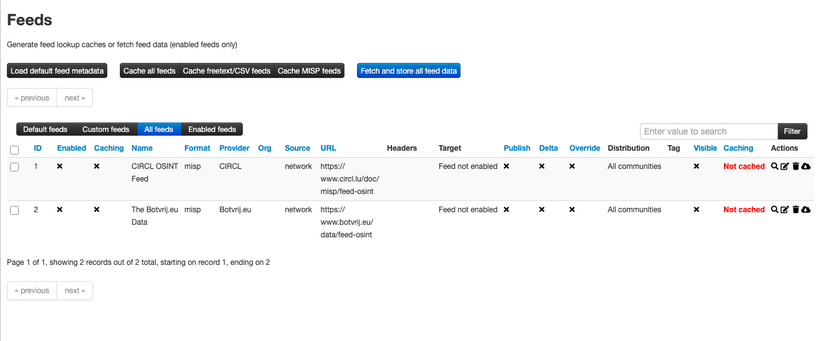 Feeds
Generate feed lookup caches or fetch feed data (enabled feeds only)
Load default feed metadata Cache all feeds Cache freetext/CSV feeds Cache MISP feeds Fetch and store all feed data
« previous next »
Default feeds Custom feeds All feeds Enabled feeds Enter value to search Filter
ID Enabled Caching Name Format Provider Org Source URL Headers Target Publish Delta Override Distribution Tag Visible Caching Actions
1 CIRCL OSINT misp CIRCL network https:// Feed not enabled All communities Not cached
Feed www.circl.lu/doc/
misp/feed-osint
2 The Botvrij.eu misp Botvrij.eu network https:// Feed not enabled All communities Not cached
Data www.botvrij.eu/
data/feed-osint
Page 1 of 1, showing 2 records out of 2 total, starting on record 1, ending on 2
« previous next »